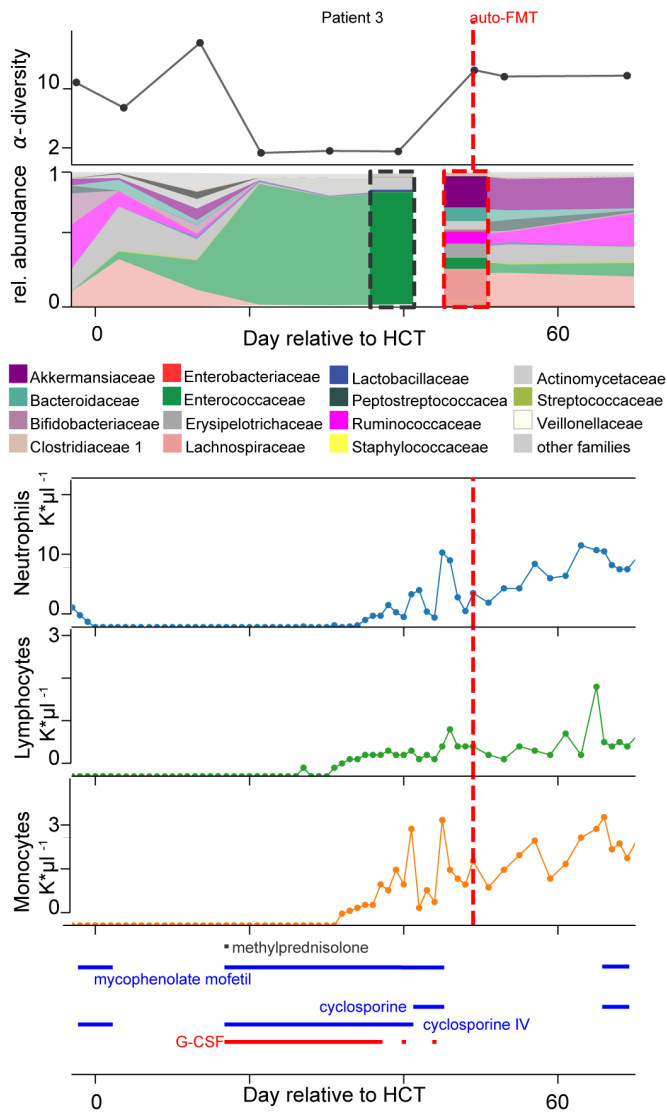 Patient 3
auto-FMT
α-diversity
10
2
rel. abundance
1
0
0
Day relative to HCT
60
Akkermansiaceae
Enterobacteriaceae
Lactobacillaceae
Actinomycetaceae
Bacteroidaceae
Enterococcaceae
Peptostreptococcacea
Streptococcaceae
Bifidobacteriaceae
Erysipelotrichaceae
Ruminococcaceae
Veillonellaceae
Clostridiaceae 1
Lachnospiraceae
Staphylococcaceae
other families
Neutrophils
K*µl -1
10
0
Lymphocytes
K*µl -1
3
0
Monocytes
K*µl -1
3
0
methylprednisolone
mycophenolate mofetil
cyclosporine
cyclosporine IV
G-CSF
0
Day relative to HCT
60